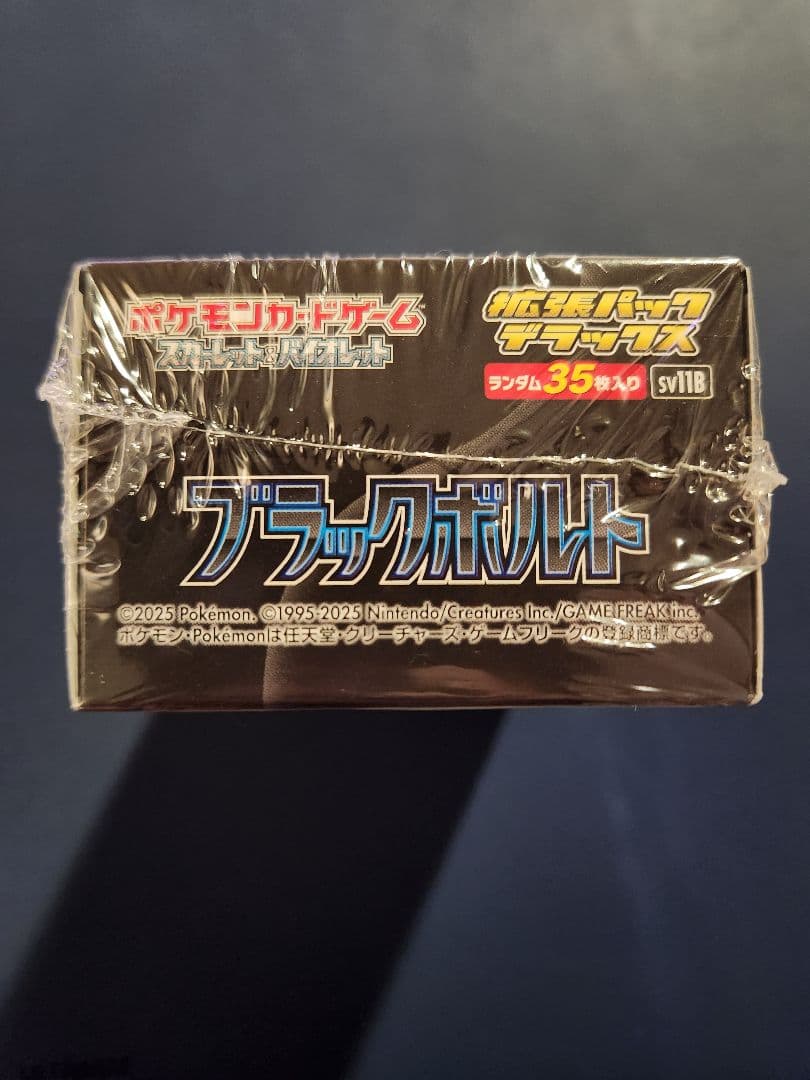 ポケモンカードゲーム™
スカーレット&バイオレット
拡張パック
デラックス
ランダム35枚入り SV11B
ブラックボルト
©2025 Pokémon. ©1995-2025 Nintendo/Creatures Inc./GAME FREAK inc.
ポケモン・Pokémonは任天堂・クリーチャーズ・ゲームフリークの登録商標です。